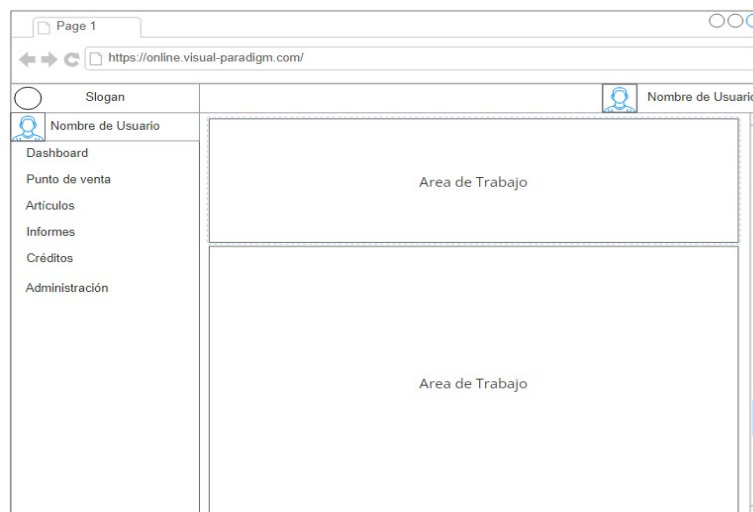 Page 1
https://online.visual-paradigm.com/
Slogan
Nombre de Usuario
Nombre de Usuario
Dashboard
Punto de venta
Artículos
Informes
Créditos
Administración
Area de Trabajo
Area de Trabajo